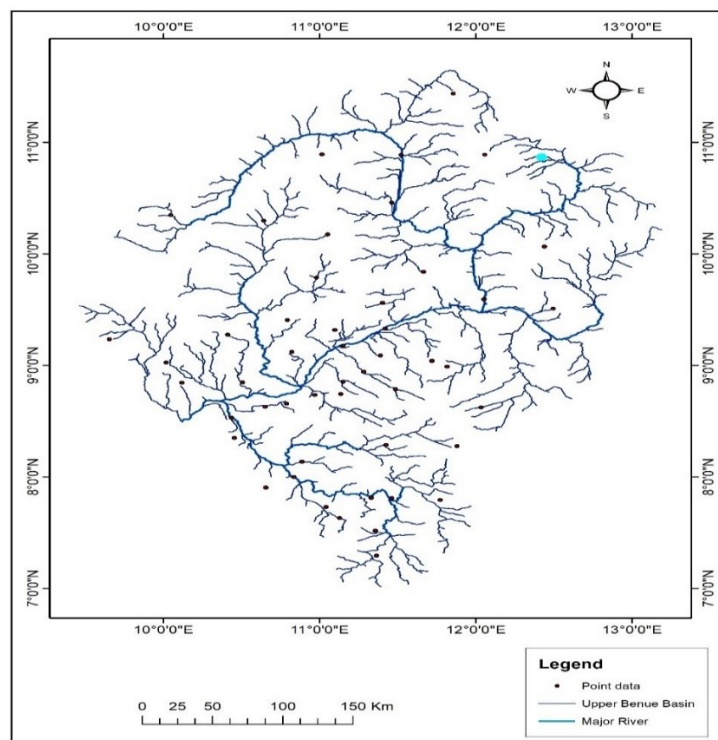 10°0'0"E 11°0'0"E 12°0'0"E 13°0'0"E
N
W E
S
11°0'0"N 11°0'0"N
10°0'0"N 10°0'0"N
9°0'0"N 9°0'0"N
8°0'0"N 8°0'0"N
7°0'0"N 7°0'0"N
10°0'0"E 11°0'0"E 12°0'0"E 13°0'0"E
Legend
Point data
Upper Benue Basin
Major River
0 25 50 100 150 Km